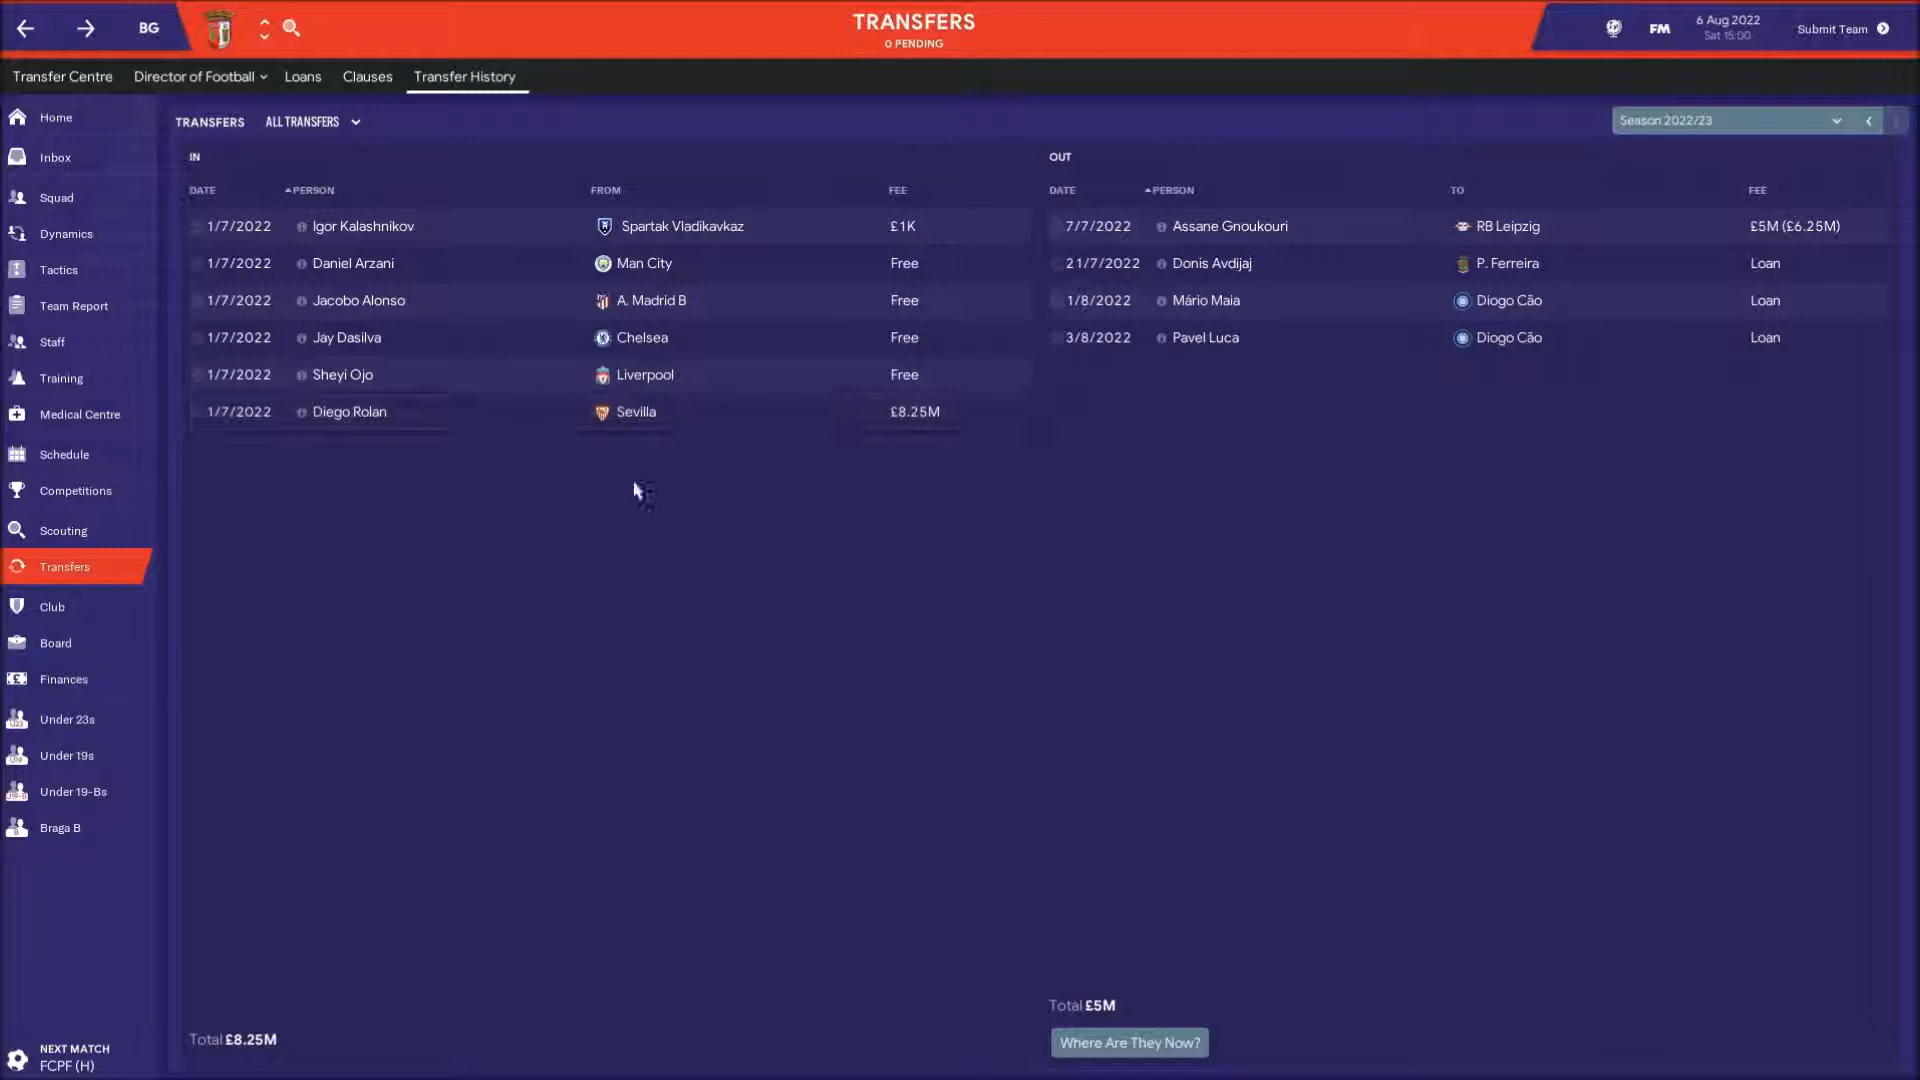 BG
TRANSFERS
0 PENDING
FM
6 Aug 2022
Sat 15:00
Submit Team
Transfer Centre
Director of Football
Loans
Clauses
Transfer History
Home
Inbox
Squad
Dynamics
Tactics
Team Report
Staff
Training
Medical Centre
Schedule
Competitions
Scouting
Transfers
Club
Board
Finances
Under 23s
Under 19s
Under 19-Bs
Braga B
NEXT MATCH
FCPF (H)
TRANSFERS ALL TRANSFERS
Season 2022/23
IN
DATE PERSON FROM FEE
1/7/2022 Igor Kalashnikov Spartak Vladikavkaz £1K
1/7/2022 Daniel Arzani Man City Free
1/7/2022 Jacobo Alonso A. Madrid B Free
1/7/2022 Jay Dasilva Chelsea Free
1/7/2022 Sheyi Ojo Liverpool Free
1/7/2022 Diego Rolan Sevilla £8.25M
Total £8.25M
OUT
DATE PERSON TO FEE
7/7/2022 Assane Gnoukouri RB Leipzig £5M (£6.25M)
21/7/2022 Donis Avdijaj P. Ferreira Loan
1/8/2022 Mário Maia Diogo Cão Loan
3/8/2022 Pavel Luca Diogo Cão Loan
Total £5M
Where Are They Now?